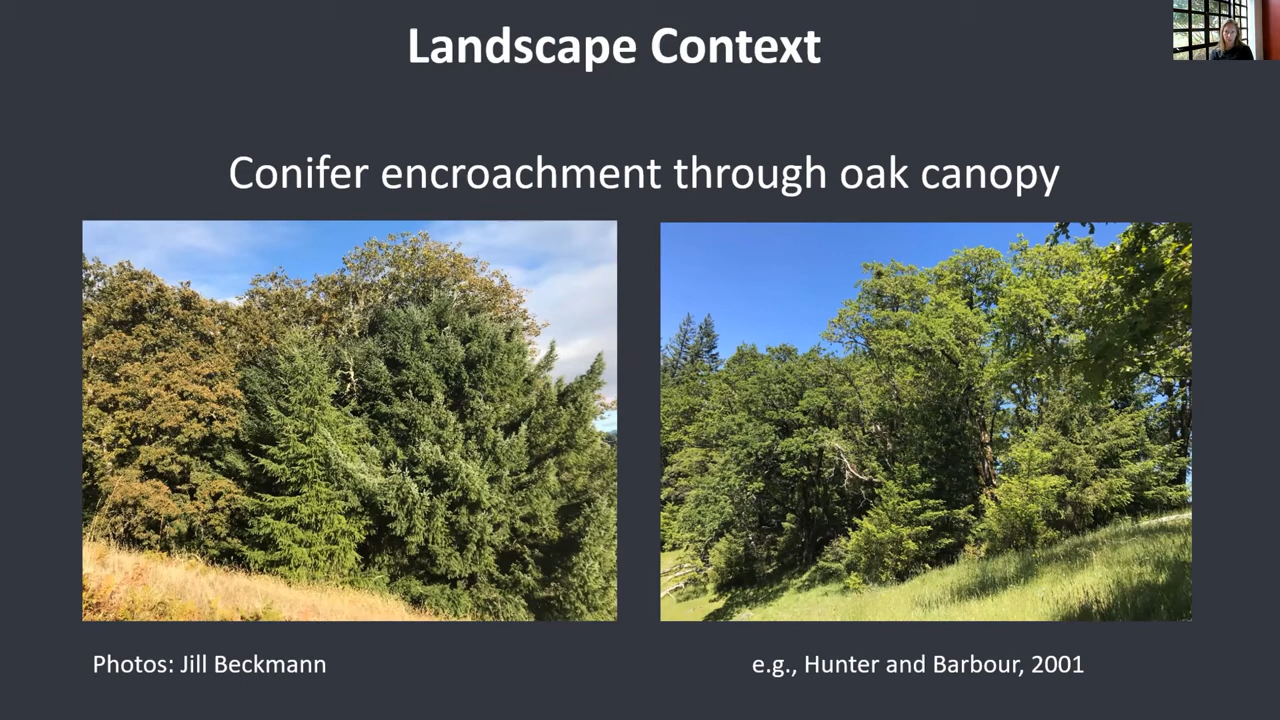 Landscape Context
Conifer encroachment through oak canopy
Photos: Jill Beckmann
e.g., Hunter and Barbour, 2001